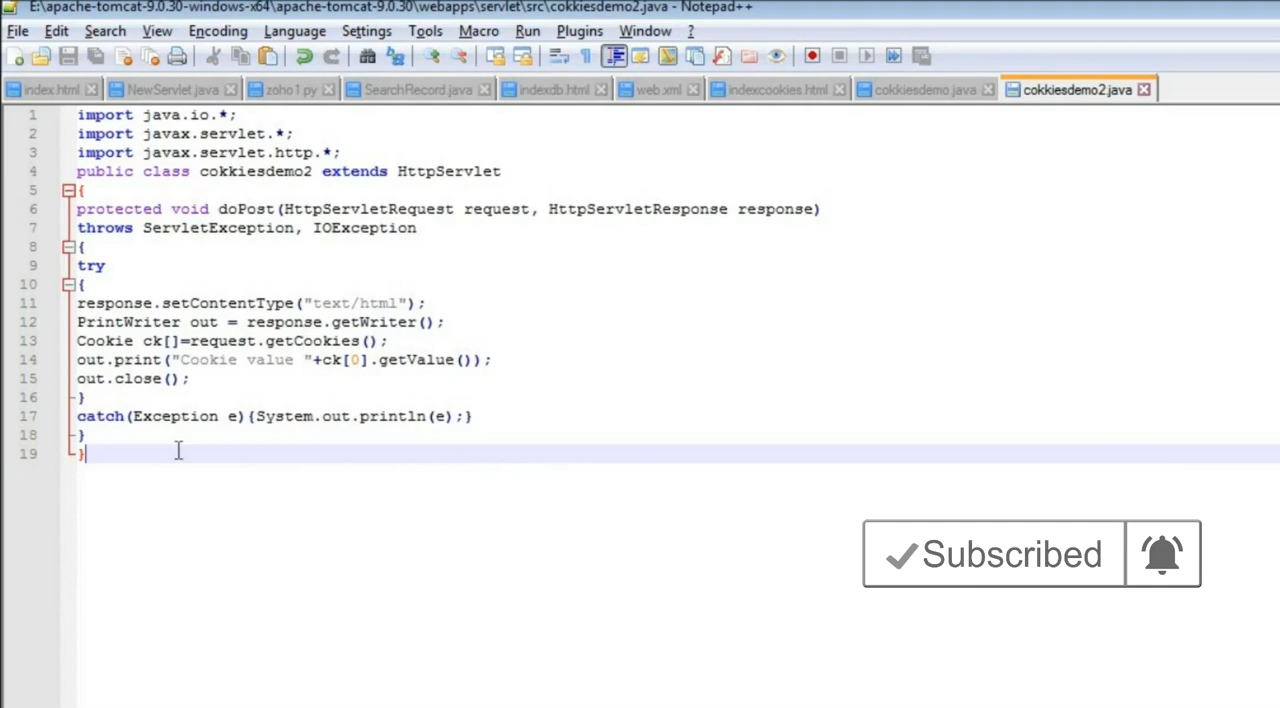 E:\apache-tomcat-9.0.30-windows-x64\apache-tomcat-9.0.30\webapps\servlet\src\cokkiesdemo2.java - Notepad++
File Edit Search View Encoding Language Settings Tools Macro Run Plugins Window ?
index.html NewServlet.java zoho1.py SearchRecord.java indexdb.html web.xml indexcookies.html cokkiesdemo.java cokkiesdemo2.java
1 import java.io.*;
2 import javax.servlet.*;
3 import javax.servlet.http.*;
4 public class cokkiesdemo2 extends HttpServlet
5 {
6 protected void doPost(HttpServletRequest request, HttpServletResponse response)
7 throws ServletException, IOException
8 {
9 try
10 {
11 response.setContentType("text/html");
12 PrintWriter out = response.getWriter();
13 Cookie ck[]=request.getCookies();
14 out.print("Cookie value "+ck[0].getValue());
15 out.close();
16 }
17 catch(Exception e){System.out.println(e);}
18 }
19 }
Subscribed